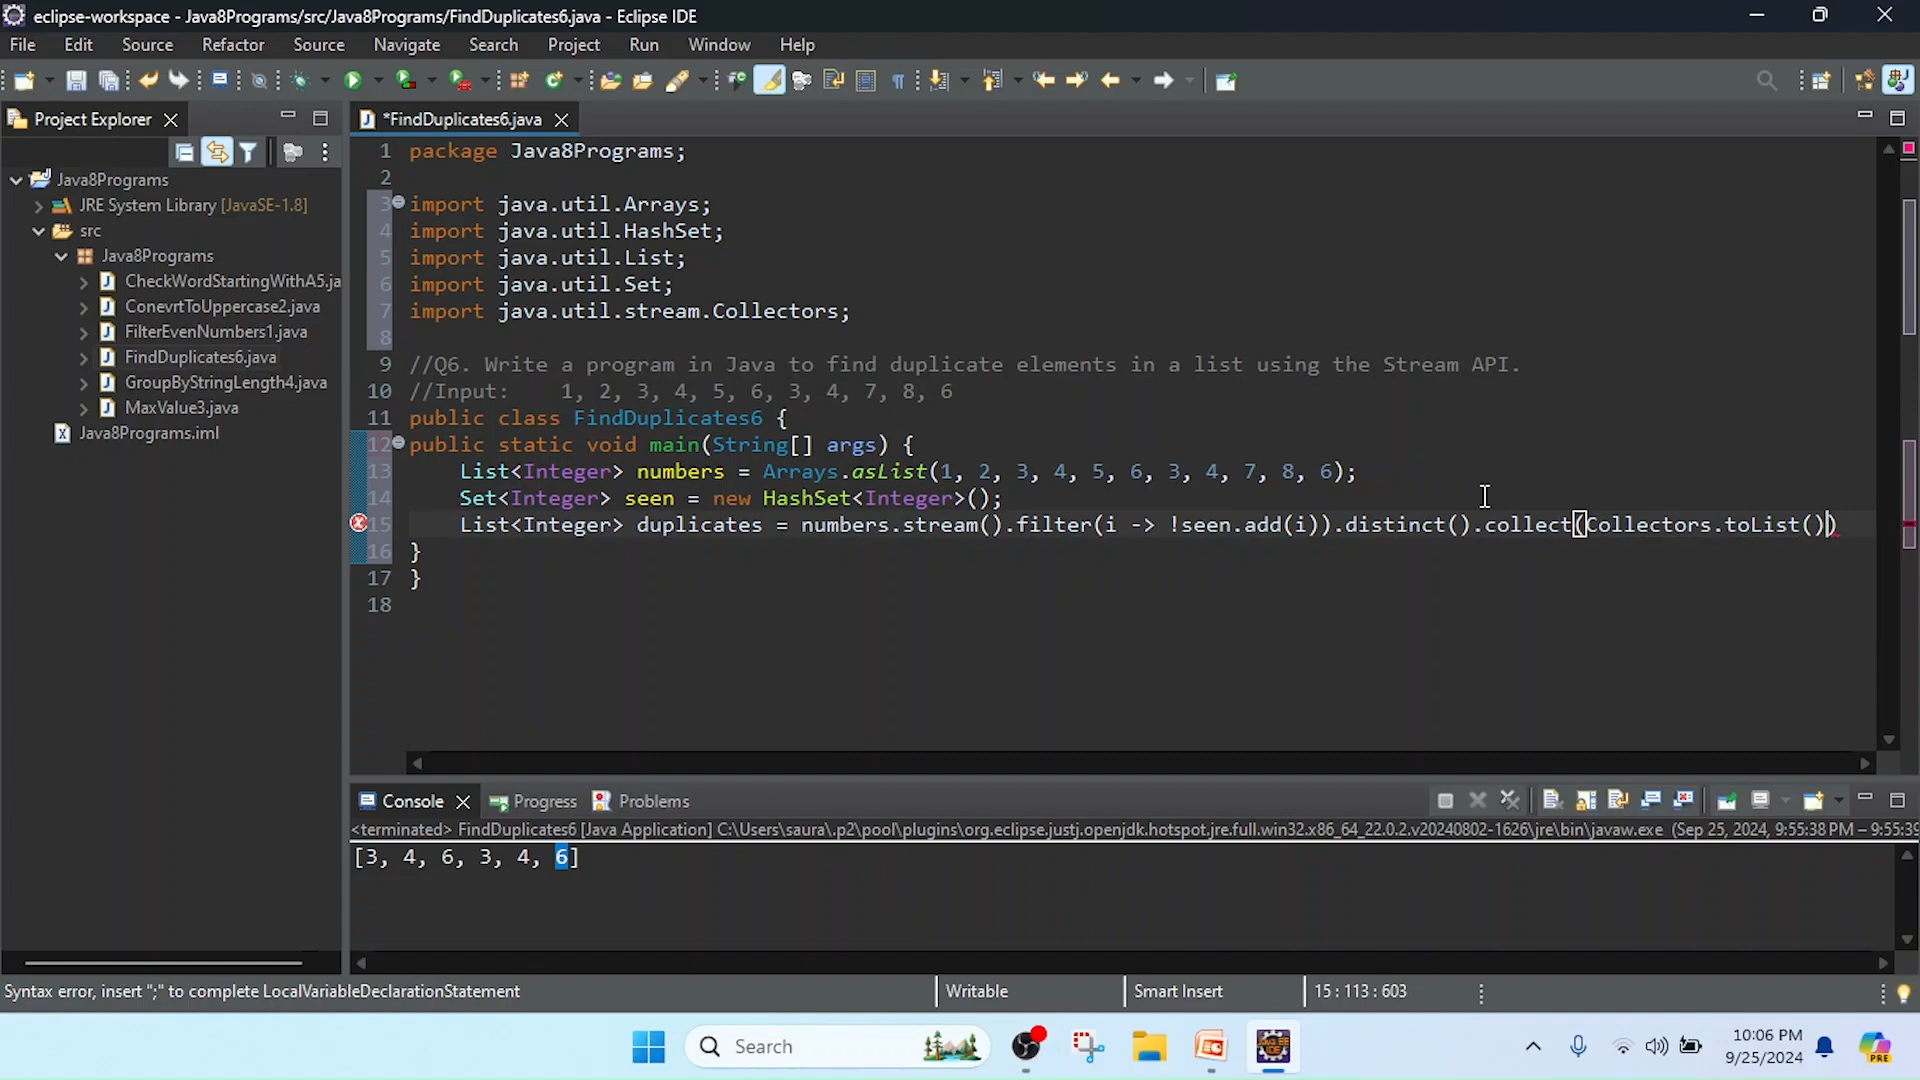 eclipse-workspace - Java8Programs/src/Java8Programs/FindDuplicates6.java - Eclipse IDE
File Edit Source Refactor Source Navigate Search Project Run Window Help
Project Explorer
*FindDuplicates6.java
Java8Programs
JRE System Library [JavaSE-1.8]
src
Java8Programs
CheckWordStartingWithA5.ja
ConevrtToUppercase2.java
FilterEvenNumbers1.java
FindDuplicates6.java
GroupByStringLength4.java
MaxValue3.java
Java8Programs.iml
1 package Java8Programs;
2
3 import java.util.Arrays;
4 import java.util.HashSet;
5 import java.util.List;
6 import java.util.Set;
7 import java.util.stream.Collectors;
8
9 //Q6. Write a program in Java to find duplicate elements in a list using the Stream API.
10 //Input: 1, 2, 3, 4, 5, 6, 3, 4, 7, 8, 6
11 public class FindDuplicates6 {
12 public static void main(String[] args) {
13 List<Integer> numbers = Arrays.asList(1, 2, 3, 4, 5, 6, 3, 4, 7, 8, 6);
14 Set<Integer> seen = new HashSet<Integer>();
15 List<Integer> duplicates = numbers.stream().filter(i -> !seen.add(i)).distinct().collect(Collectors.toList())
16 }
17 }
18
Console Progress Problems
<terminated> FindDuplicates6 [Java Application] C:\Users\saura\.p2\pool\plugins\org.eclipse.justj.openjdk.hotspot.jre.full.win32.x86_64_22.0.2.v20240802-1626\jre\bin\javaw.exe (Sep 25, 2024, 9:55:38 PM – 9:55:39
[3, 4, 6, 3, 4, 6]
Syntax error, insert ";" to complete LocalVariableDeclarationStatement
Writable
Smart Insert
15 : 113 : 603
Search
10:06 PM
9/25/2024
PRE